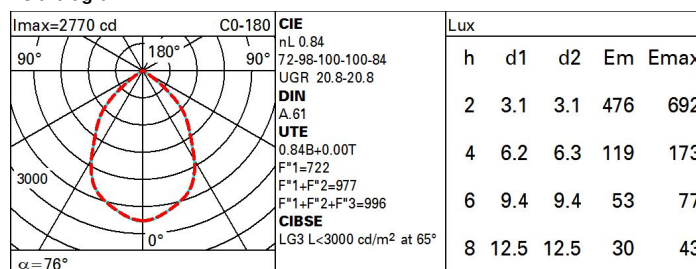 Imax=2770 cd C0-180
90° 180° 90°
3000
0°
α=76°
CIE
nL 0.84
72-98-100-100-84
UGR 20.8-20.8
DIN
A.61
UTE
0.84B+0.00T
F"1=722
F"1+F"2=977
F"1+F"2+F"3=996
CIBSE
LG3 L<3000 cd/m² at 65°
Lux
h d1 d2 Em Emax
2 3.1 3.1 476 692
4 6.2 6.3 119 173
6 9.4 9.4 53 77
8 12.5 12.5 30 43